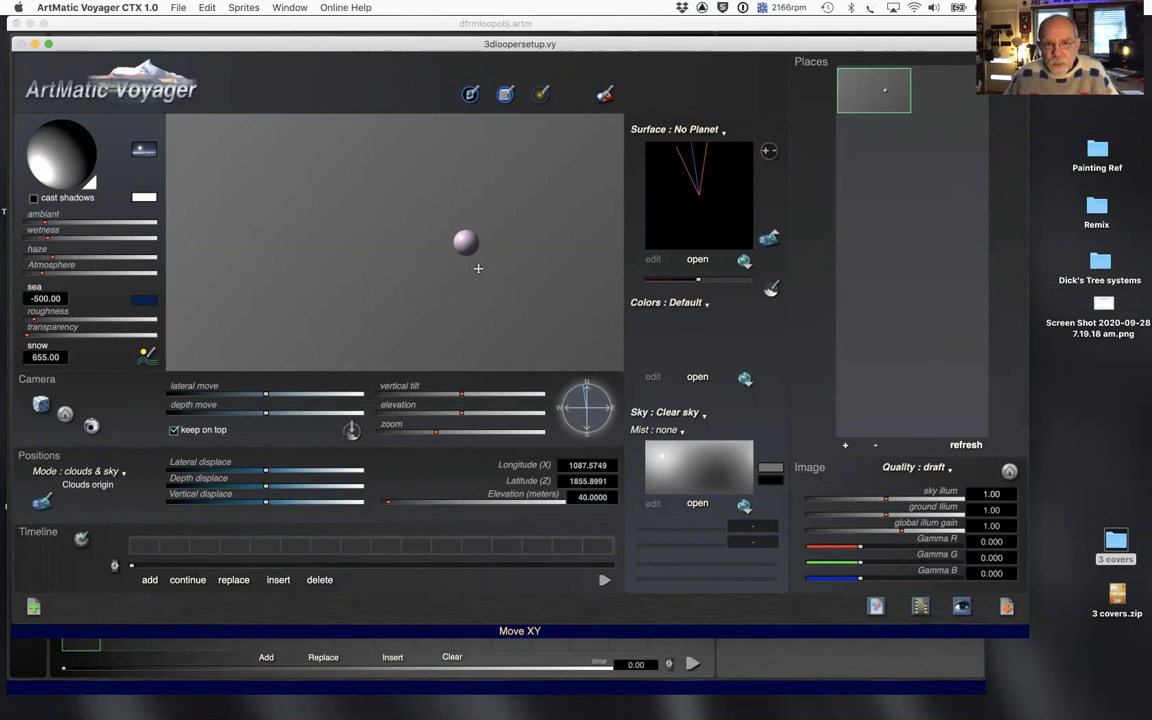 ArtMatic Voyager CTX 1.0 File Edit Sprites Window Online Help 2166rpm
dfrmloopobj.artm
3dloopersetup.vy
ArtMatic Voyager
cast shadows
ambiant
wetness
haze
Atmosphere
sea
-500.00
roughness
transparency
snow
655.00
Surface : No Planet
edit open
Colors : Default
edit open
Sky : Clear sky
Mist : none
edit open
-
-
Places
+ - refresh
Camera
lateral move
depth move
keep on top
vertical tilt
elevation
zoom
N
W E
S
Positions
Mode : clouds & sky
Clouds origin
Lateral displace
Depth displace
Vertical displace
Longitude (X) 1087.5749
Latitude (Z) 1855.8991
Elevation (meters) 40.0000
Timeline
add continue replace insert delete
Image Quality : draft
sky illum 1.00
ground Illum 1.00
global illum gain 1.00
Gamma R 0.000
Gamma G 0.000
Gamma B 0.000
Move XY
Add Replace Insert Clear time 0.00
Painting Ref
Remix
Dick's Tree systems
Screen Shot 2020-09-28
7.19.18 am.png
3 covers
ZIP
3 covers.zip